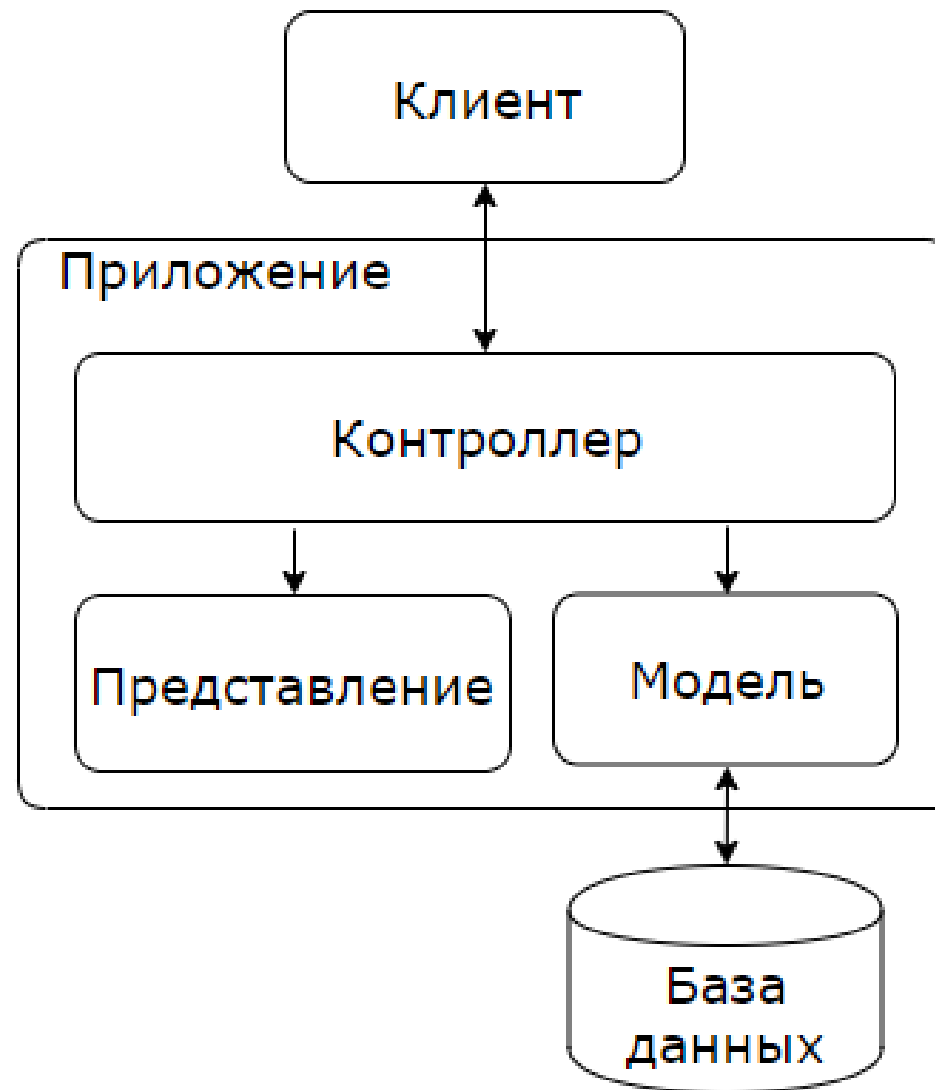 Клиент
Приложение
Контроллер
Представление
Модель
База
данных